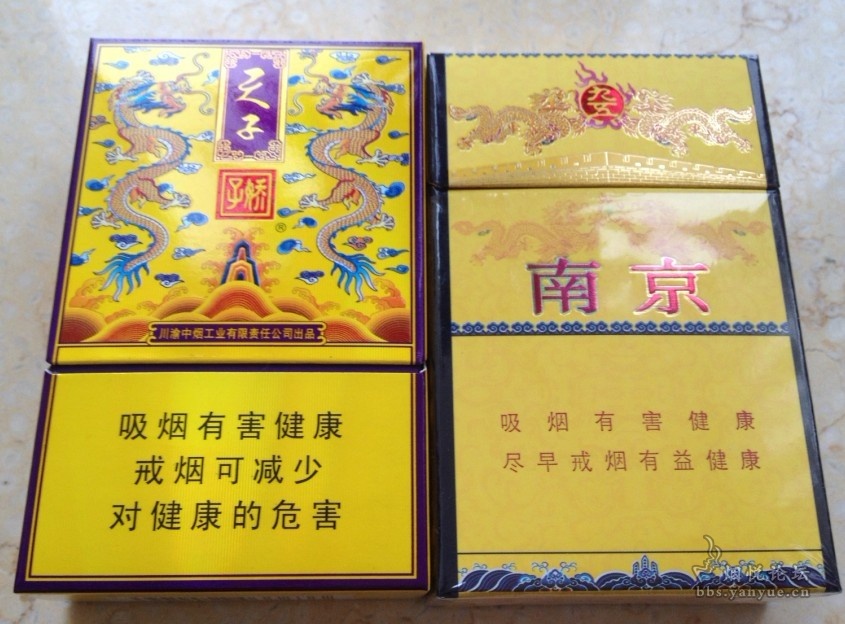 天子
娇子
®
川渝中烟工业有限责任公司出品
吸烟有害健康
戒烟可减少
对健康的危害
九五
南京
吸烟有害健康
尽早戒烟有益健康
烟悦论坛
bbs.yanyue.cn